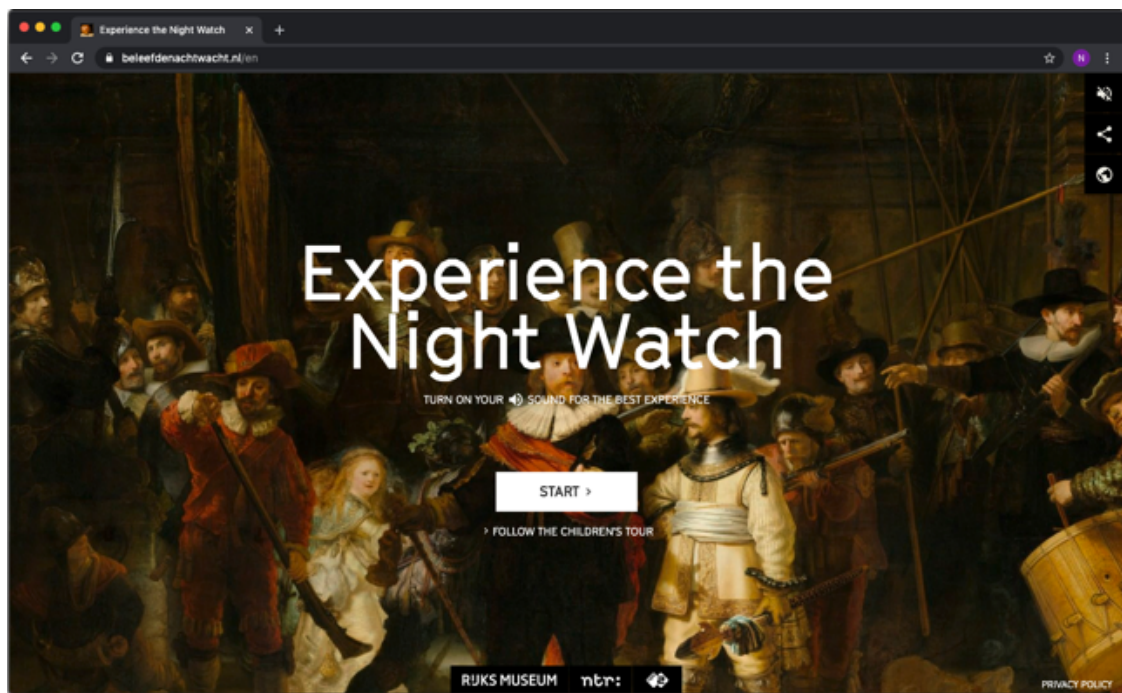 Experience the Night Watch
beleefdenachtwacht.nl/en
N
Experience the
Night Watch
TURN ON YOUR SOUND FOR THE BEST EXPERIENCE
START >
> FOLLOW THE CHILDREN'S TOUR
RIJKS MUSEUM ntr:
PRIVACY POLICY